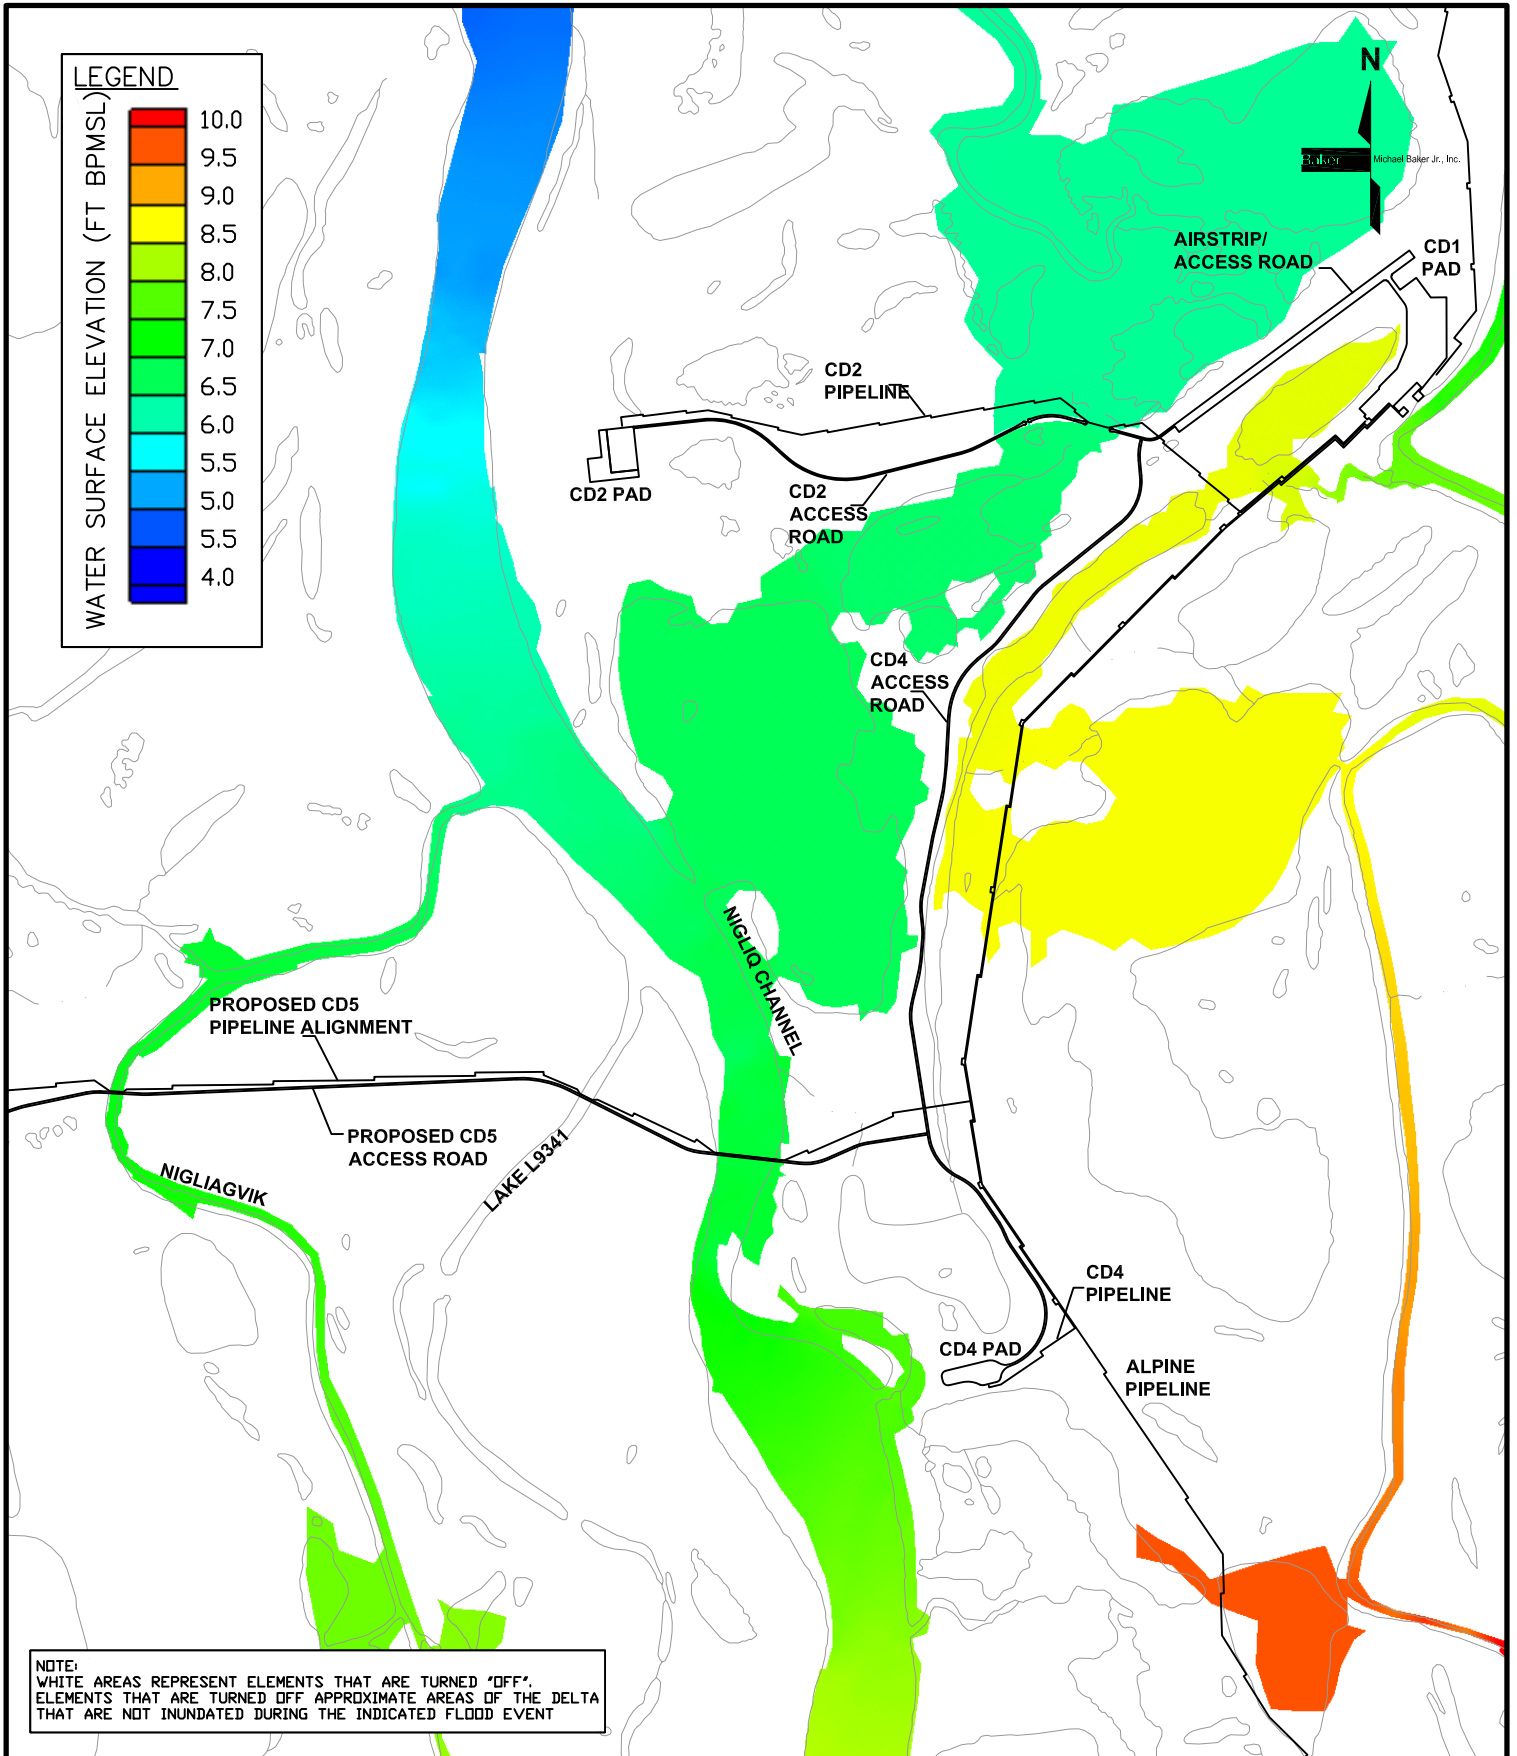 LEGEND
WATER SURFACE ELEVATION (FT BPMSL)
10.0
9.5
9.0
8.5
8.0
7.5
7.0
6.5
6.0
5.5
5.0
5.5
4.0
N
Baker
Michael Baker Jr., Inc.
AIRSTRIP/
ACCESS ROAD
CD1
PAD
CD2
PIPELINE
CD2 PAD
CD2
ACCESS
ROAD
CD4
ACCESS
ROAD
NIGLIQ CHANNEL
PROPOSED CD5
PIPELINE ALIGNMENT
PROPOSED CD5
ACCESS ROAD
LAKE L9341
NIGLIAGVIK
CD4
PIPELINE
CD4 PAD
ALPINE
PIPELINE
NOTE:
WHITE AREAS REPRESENT ELEMENTS THAT ARE TURNED "OFF".
ELEMENTS THAT ARE TURNED OFF APPROXIMATE AREAS OF THE DELTA
THAT ARE NOT INUNDATED DURING THE INDICATED FLOOD EVENT